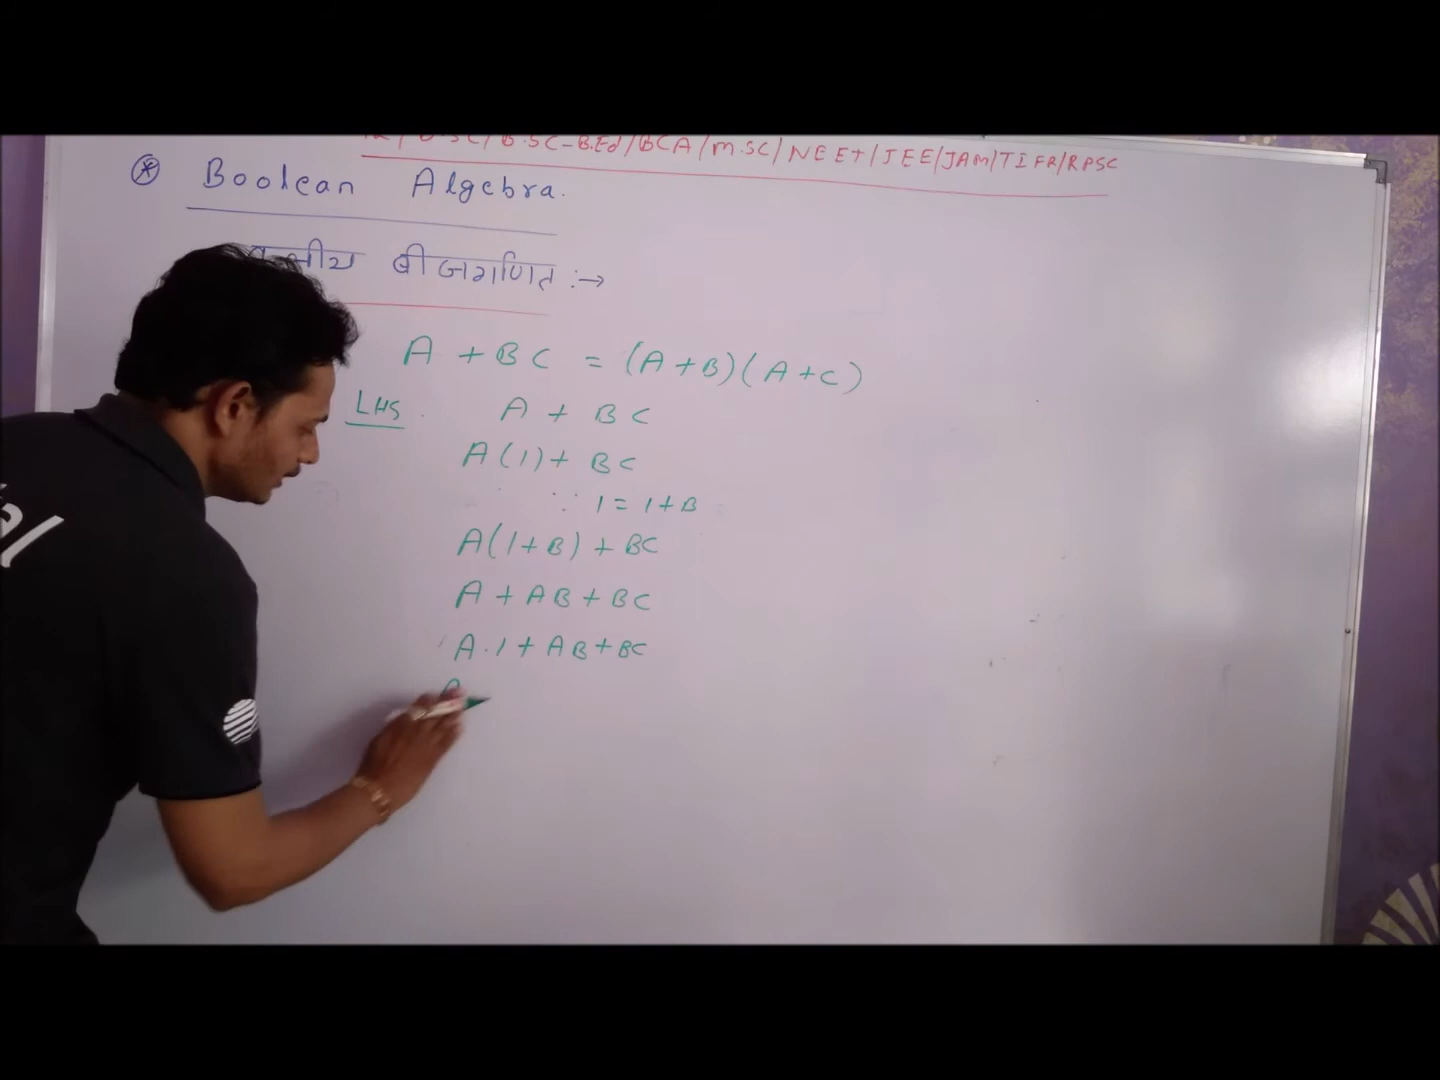 B.SC-B.Ed/BCA/M.SC/NEET/JEE/JAM/TIFR/RPSC
* Boolean Algebra.
बीजगणित :→
A + BC = (A+B)(A+C)
LHS. A + BC
A(1)+ BC
∵ 1 = 1+B
A(1+B) + BC
A + AB + BC
A.1 + AB + BC
A